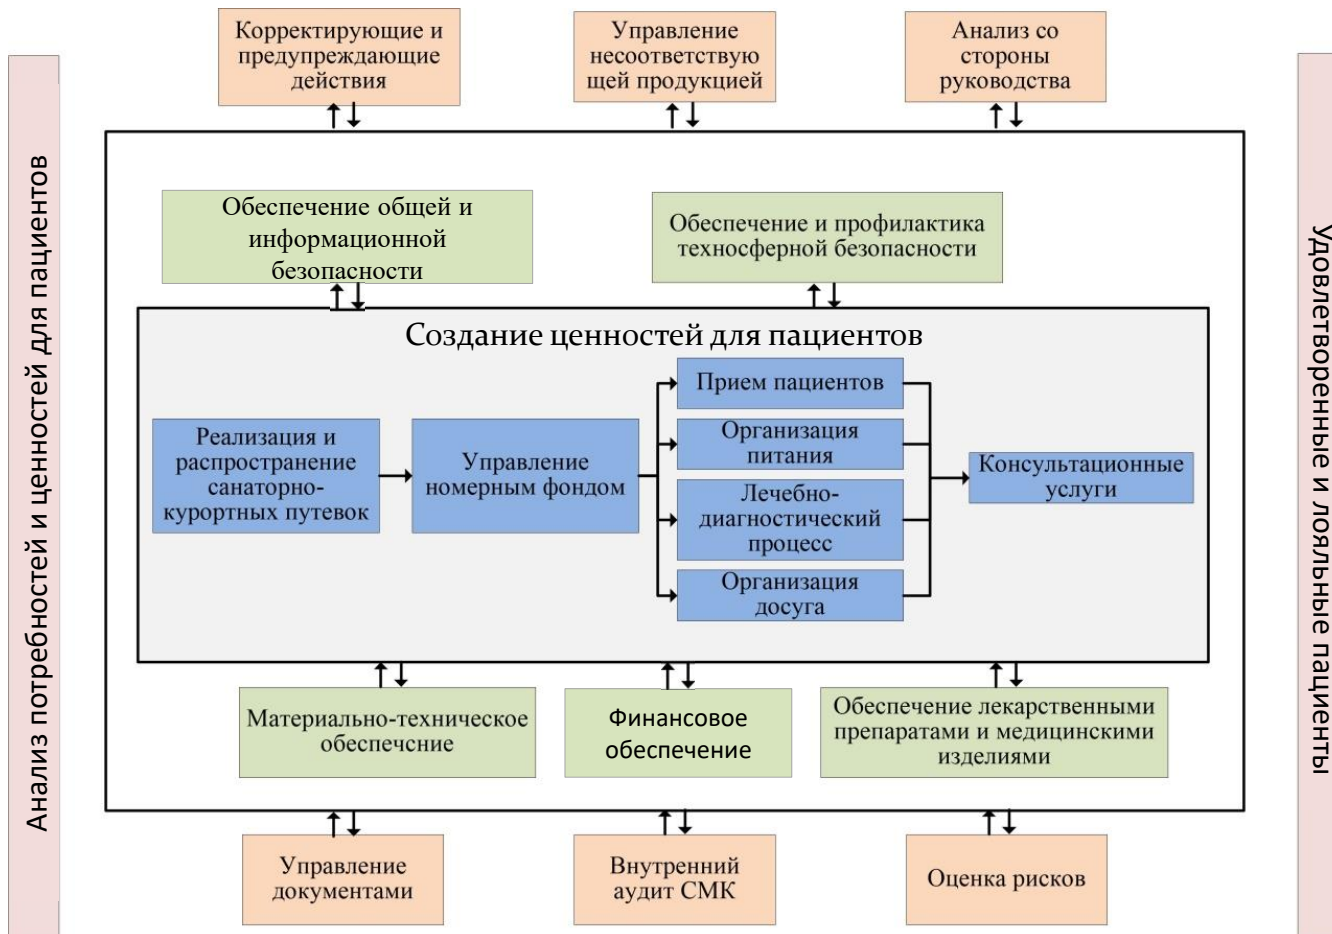 Корректирующие и
предупреждающие
действия
Управление
несоответствую
щей продукцией
Анализ со
стороны
руководства
Анализ потребностей и ценностей для пациентов
Удовлетворенные и лояльные пациенты
Обеспечение общей и
информационной
безопасности
Обеспечение и профилактика
техносферной безопасности
Создание ценностей для пациентов
Реализация и
распространение
санаторно-
курортных путевок
Управление
номерным фондом
Прием пациентов
Организация
питания
Лечебно-
диагностический
процесс
Организация
досуга
Консультационные
услуги
Материально-техническое
обеспечсние
Финансовое
обеспечение
Обеспечение лекарственными
препаратами и медицинскими
изделиями
Управление
документами
Внутренний
аудит СМК
Оценка рисков